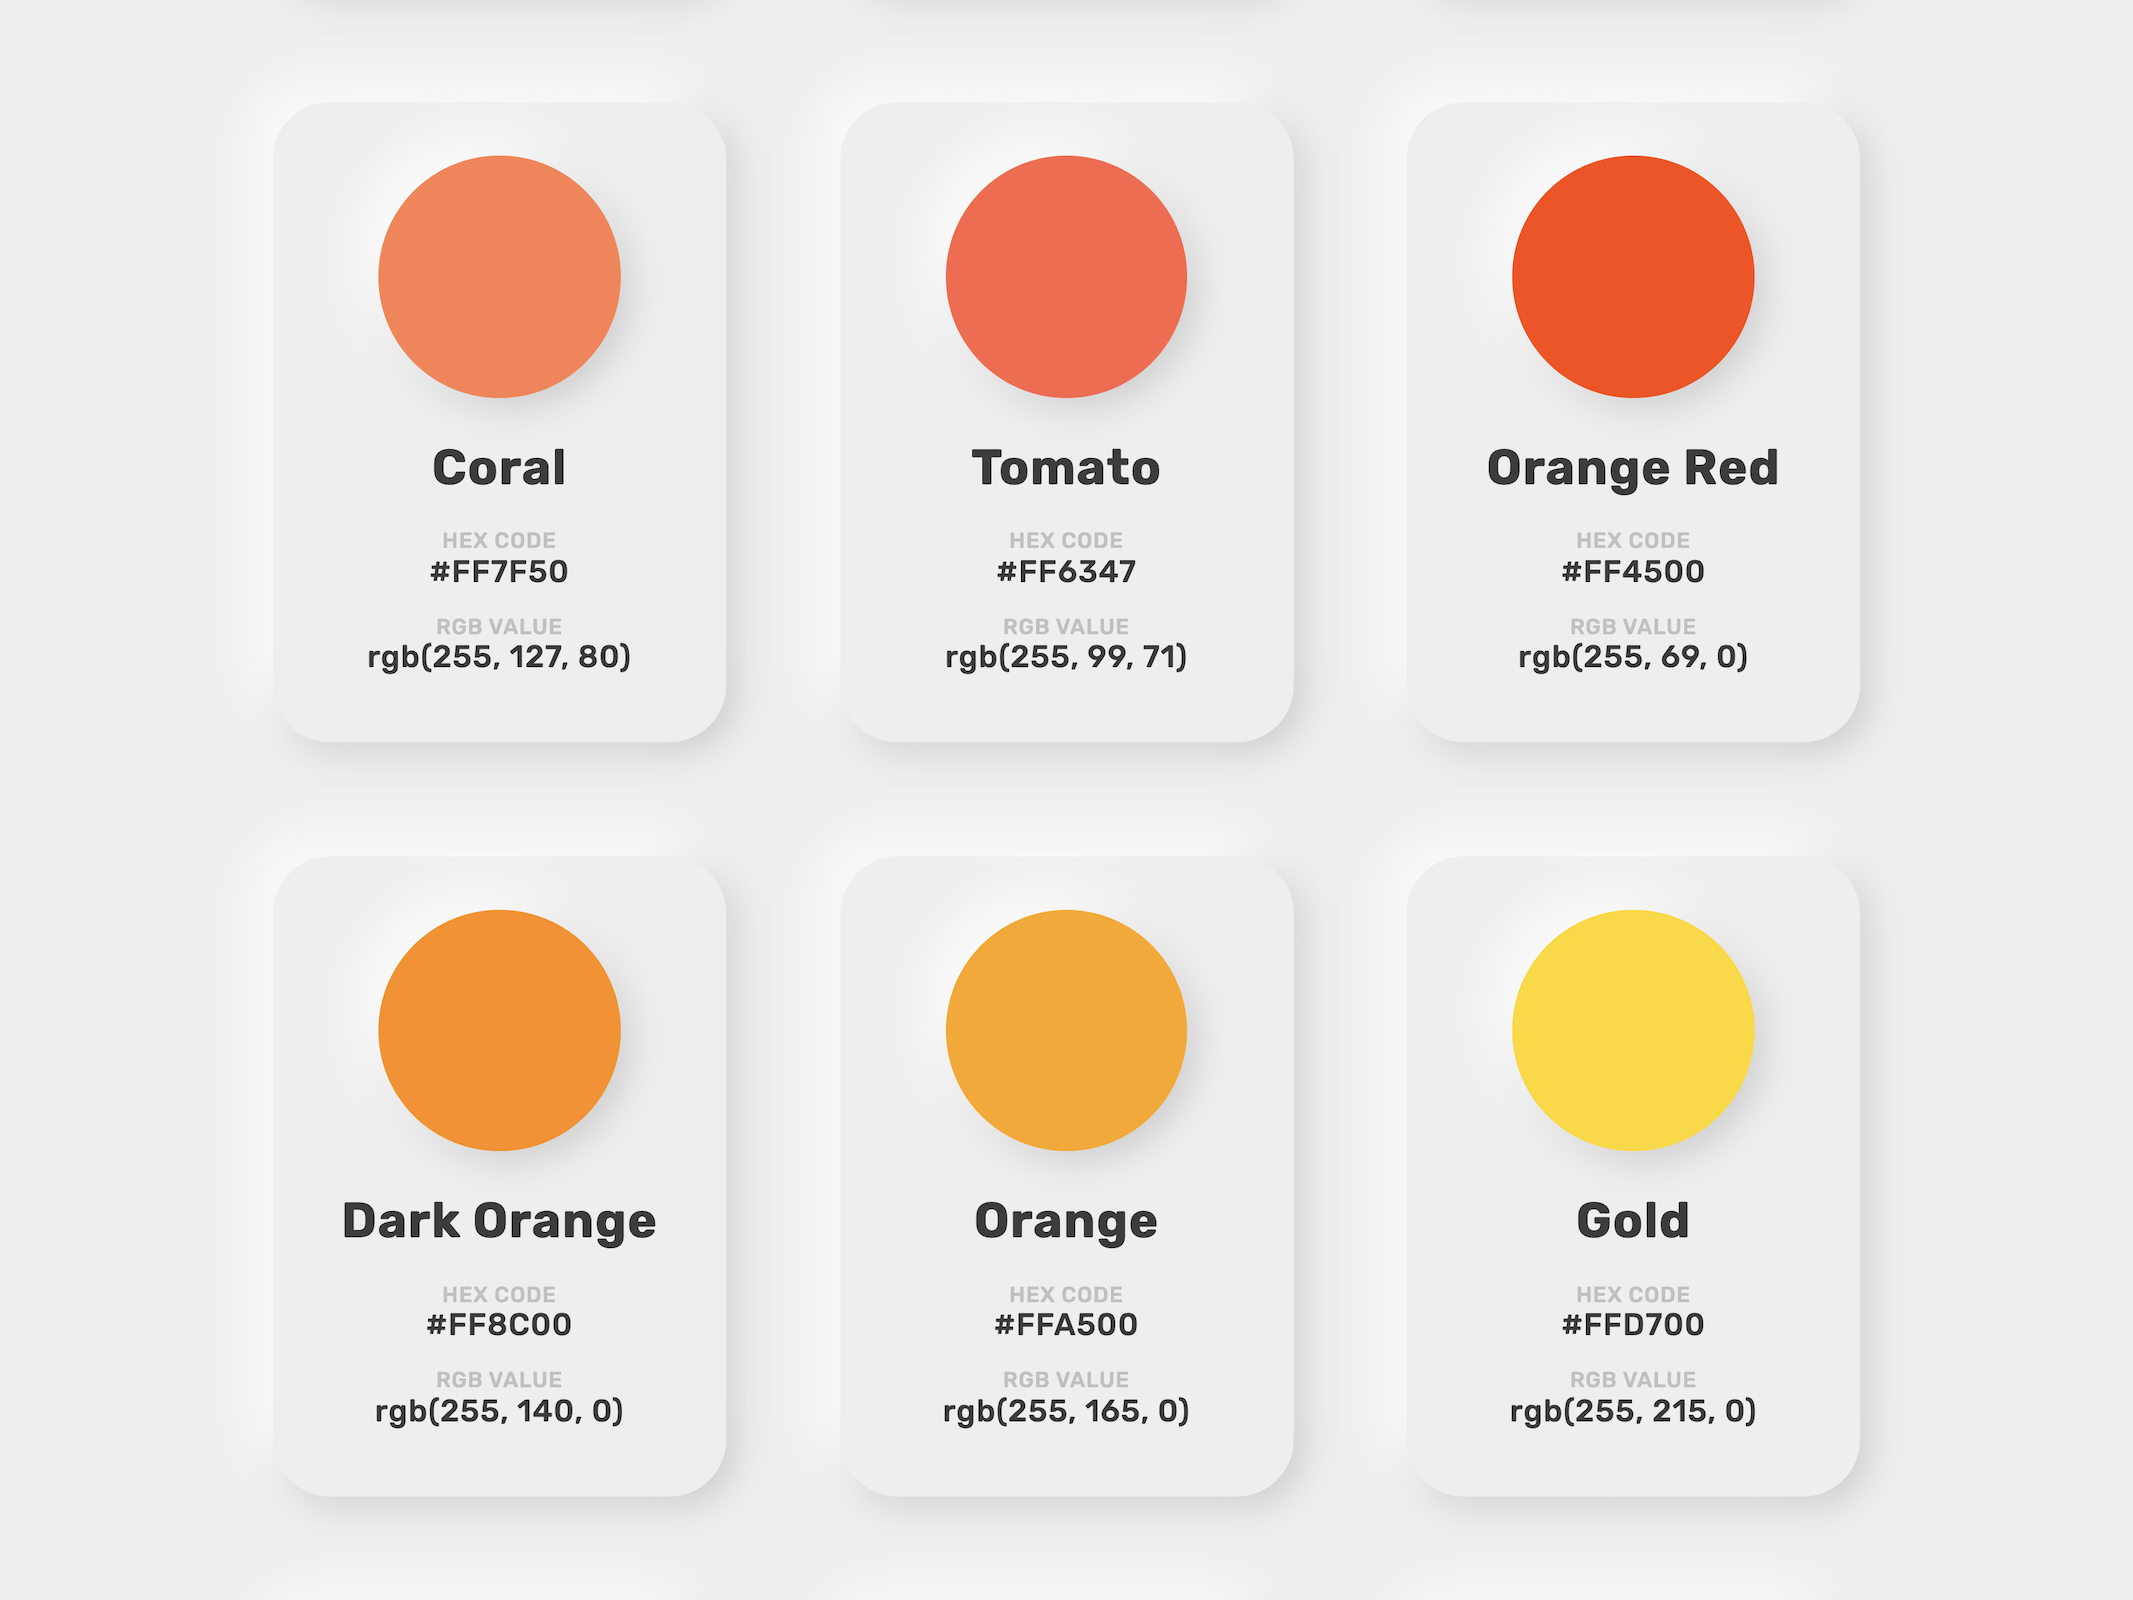 Coral
HEX CODE
#FF7F50
RGB VALUE
rgb(255, 127, 80)
Tomato
HEX CODE
#FF6347
RGB VALUE
rgb(255, 99, 71)
Orange Red
HEX CODE
#FF4500
RGB VALUE
rgb(255, 69, 0)
Dark Orange
HEX CODE
#FF8C00
RGB VALUE
rgb(255, 140, 0)
Orange
HEX CODE
#FFA500
RGB VALUE
rgb(255, 165, 0)
Gold
HEX CODE
#FFD700
RGB VALUE
rgb(255, 215, 0)